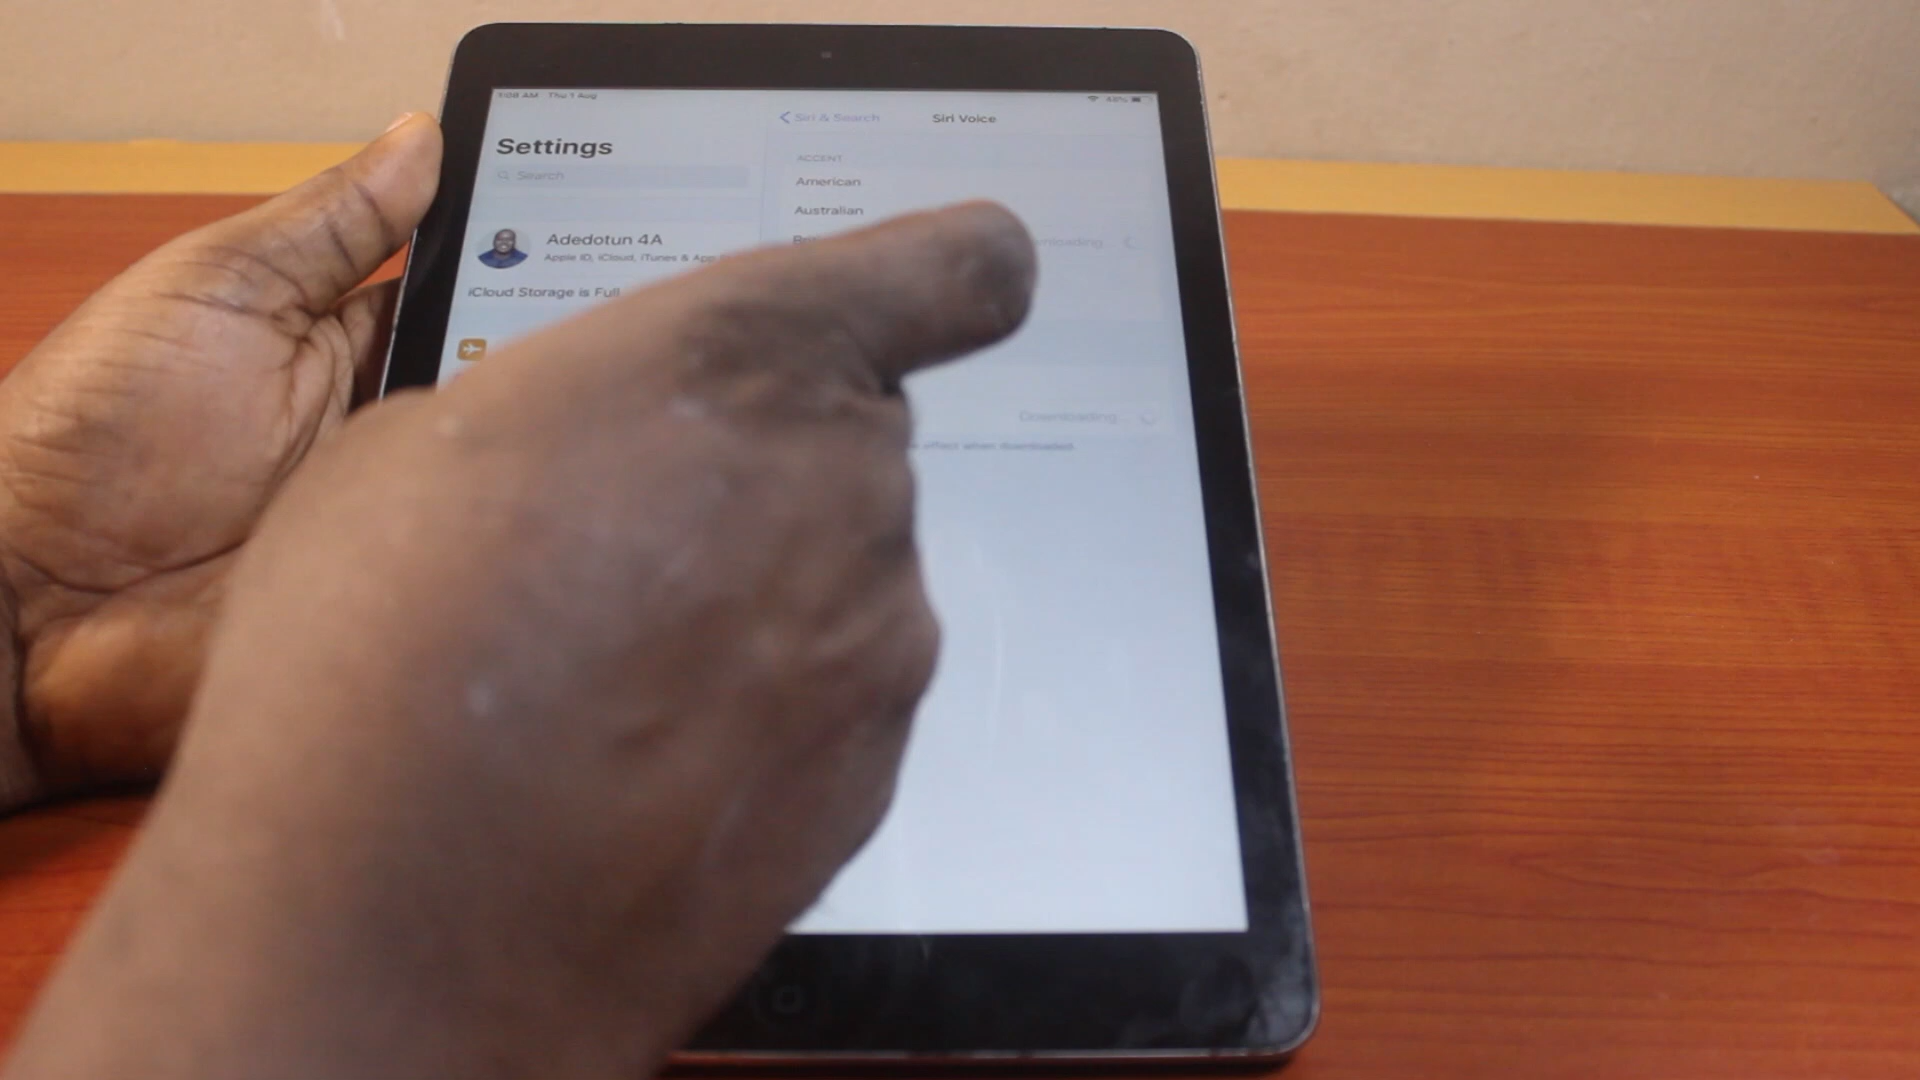 1:08 AM Thu 1 Aug
48%
Settings
Search
Adedotun 4A
Apple ID, iCloud, iTunes & App
iCloud Storage is Full
Siri & Search
Siri Voice
ACCENT
American
Australian
Downloading...
effect when downloaded.